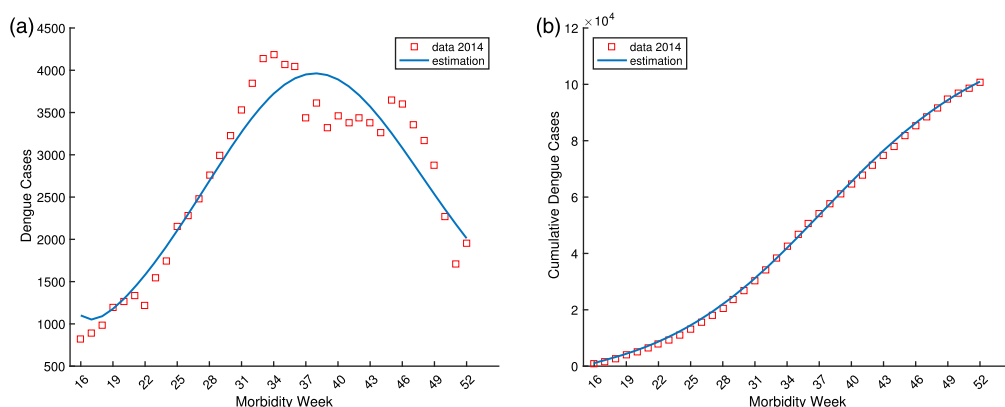 (a)
4500
4000
3500
3000
2500
2000
1500
1000
500
Dengue Cases
data 2014
estimation
16 19 22 25 28 31 34 37 40 43 46 49 52
Morbidity Week
(b)
×10⁴
12
10
8
6
4
2
0
Cumulative Dengue Cases
data 2014
estimation
16 19 22 25 28 31 34 37 40 43 46 49 52
Morbidity Week